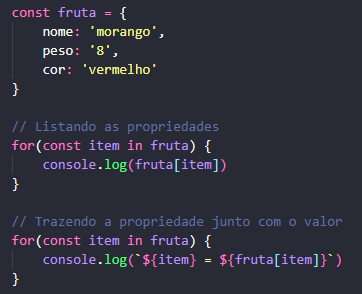 const fruta = {
    nome: 'morango',
    peso: '8',
    cor: 'vermelho'
}
// Listando as propriedades
for(const item in fruta) {
    console.log(fruta[item])
}
// Trazendo a propriedade junto com o valor
for(const item in fruta) {
    console.log(`${item} = ${fruta[item]}`)
}